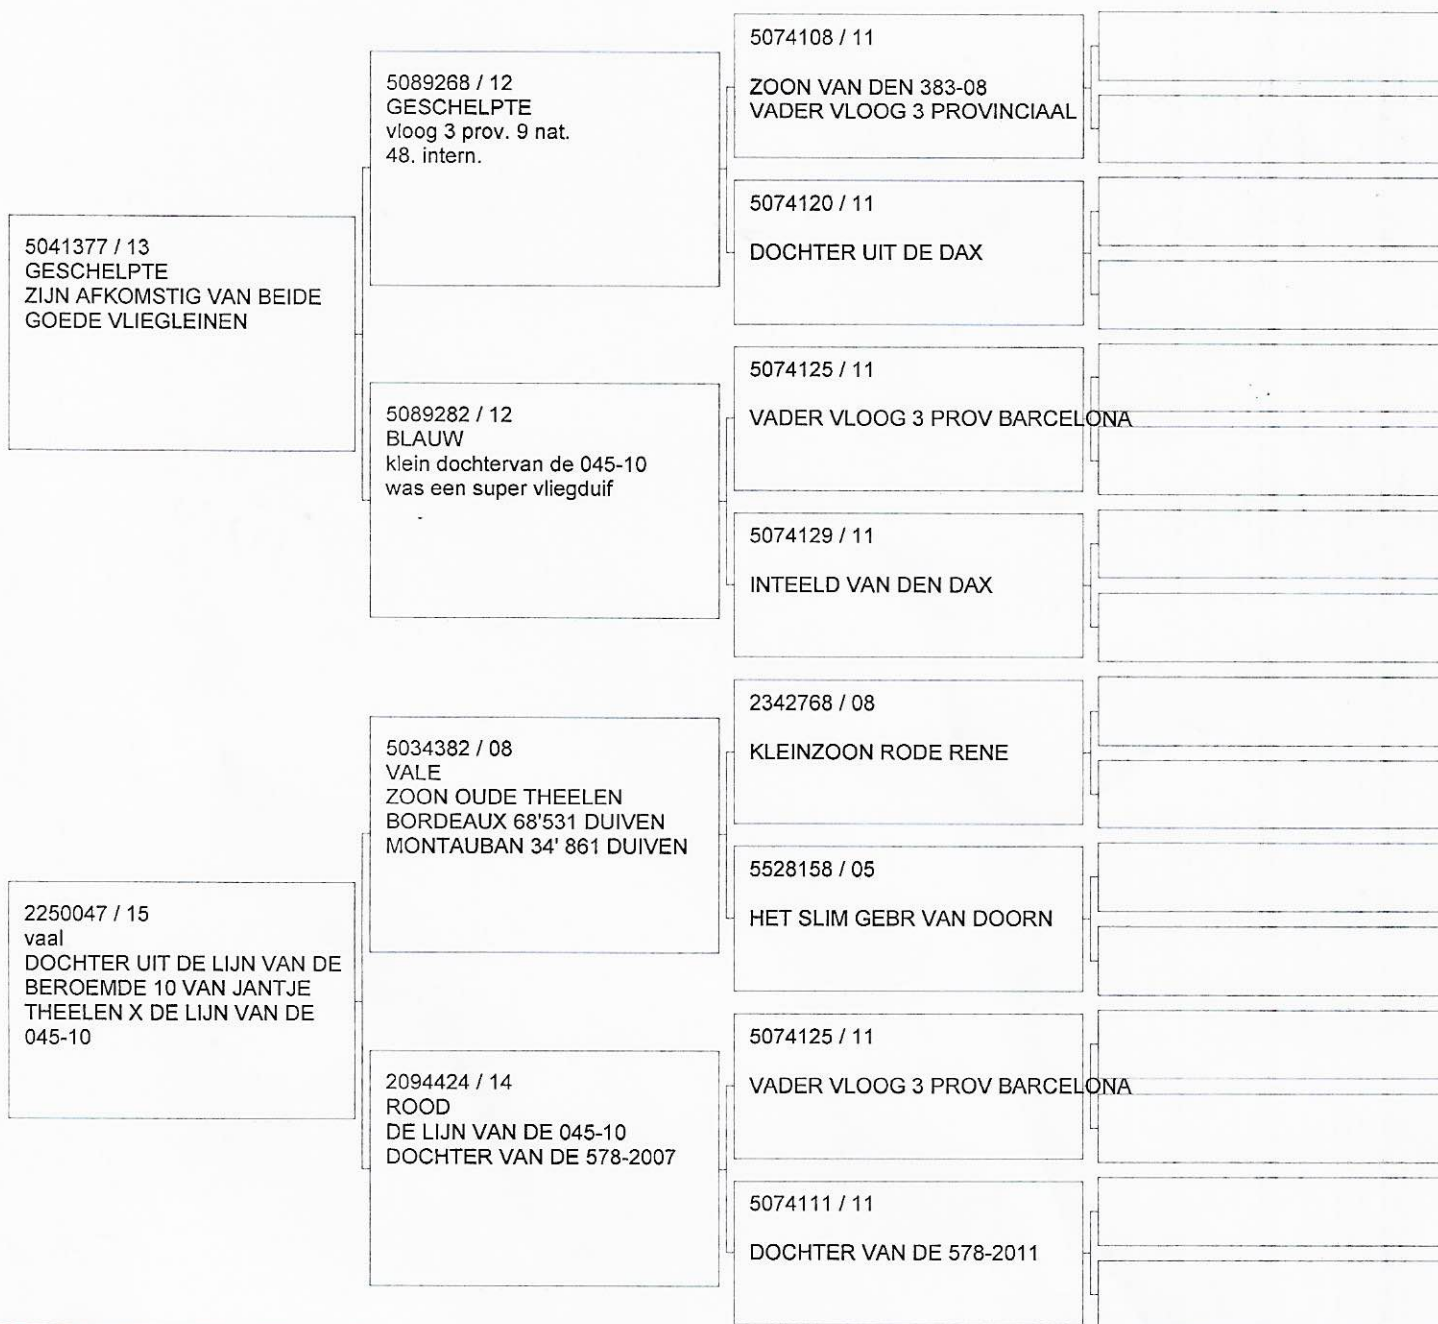 5041377 / 13
GESCHELPTE
ZIJN AFKOMSTIG VAN BEIDE
GOEDE VLIEGLEINEN
2250047 / 15
vaal
DOCHTER UIT DE LIJN VAN DE
BEROEMDE 10 VAN JANTJE
THEELEN X DE LIJN VAN DE
045-10
5089268 / 12
GESCHELPTE
vloog 3 prov. 9 nat.
48. intern.
5089282 / 12
BLAUW
klein dochtervan de 045-10
was een super vliegduif
5034382 / 08
VALE
ZOON OUDE THEELEN
BORDEAUX 68'531 DUIVEN
MONTAUBAN 34' 861 DUIVEN
2094424 / 14
ROOD
DE LIJN VAN DE 045-10
DOCHTER VAN DE 578-2007
5074108 / 11
ZOON VAN DEN 383-08
VADER VLOOG 3 PROVINCIAAL
5074120 / 11
DOCHTER UIT DE DAX
5074125 / 11
VADER VLOOG 3 PROV BARCELONA
5074129 / 11
INTEELD VAN DEN DAX
2342768 / 08
KLEINZOON RODE RENE
5528158 / 05
HET SLIM GEBR VAN DOORN
5074125 / 11
VADER VLOOG 3 PROV BARCELONA
5074111 / 11
DOCHTER VAN DE 578-2011